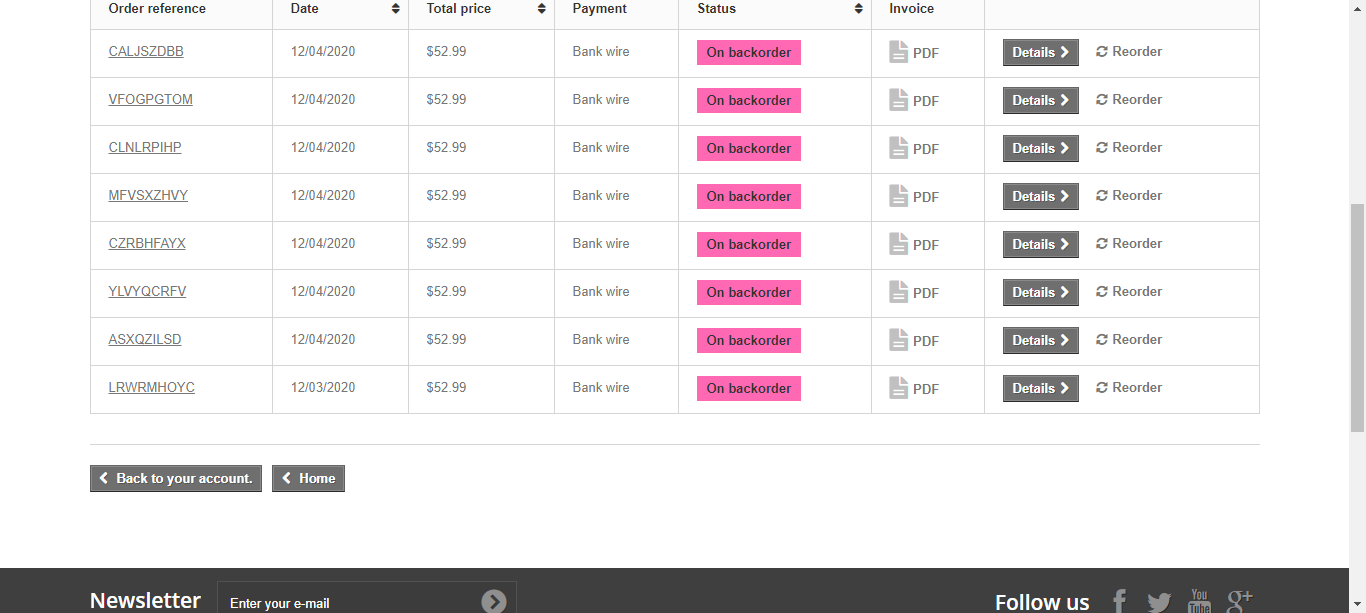 Order reference Date Total price Payment Status Invoice
CALJSZDBB 12/04/2020 $52.99 Bank wire On backorder PDF Details Reorder
VFOGPGTOM 12/04/2020 $52.99 Bank wire On backorder PDF Details Reorder
CLNLRPIHP 12/04/2020 $52.99 Bank wire On backorder PDF Details Reorder
MFVSXZHVY 12/04/2020 $52.99 Bank wire On backorder PDF Details Reorder
CZRBHFAYX 12/04/2020 $52.99 Bank wire On backorder PDF Details Reorder
YLVYQCRFV 12/04/2020 $52.99 Bank wire On backorder PDF Details Reorder
ASXQZILSD 12/04/2020 $52.99 Bank wire On backorder PDF Details Reorder
LRWRMHOYC 12/03/2020 $52.99 Bank wire On backorder PDF Details Reorder
Back to your account. Home
Newsletter Enter your e-mail Follow us You Tube g+